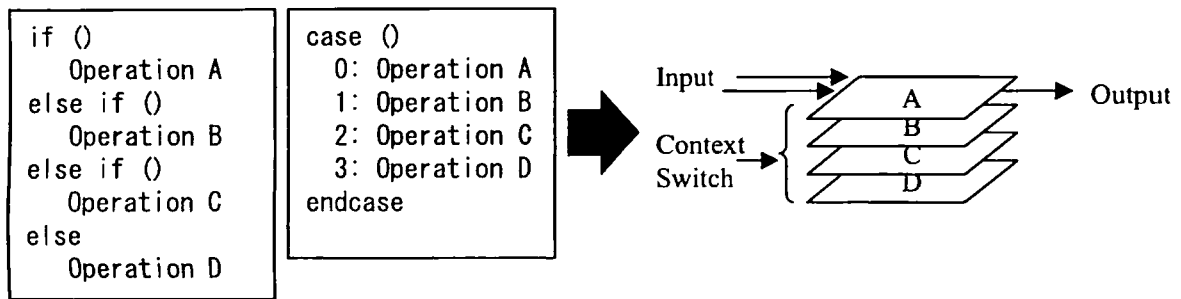 if ()
Operation A
else if ()
Operation B
else if ()
Operation C
else
Operation D
case ()
0: Operation A
1: Operation B
2: Operation C
3: Operation D
endcase
Input
Context
Switch
A
B
C
D
Output